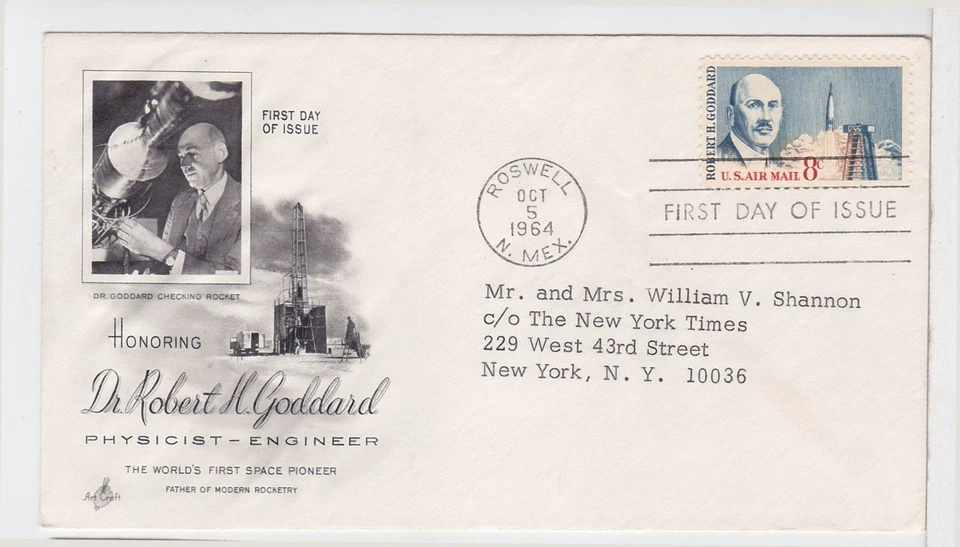 FIRST DAY
OF ISSUE
DR. GODDARD CHECKING ROCKET
HONORING
Dr. Robert H. Goddard
PHYSICIST – ENGINEER
THE WORLD'S FIRST SPACE PIONEER
FATHER OF MODERN ROCKETRY
Art Craft
ROSWELL
OCT
5
1964
N. MEX.
ROBERT H. GODDARD
U.S. AIR MAIL 8c
FIRST DAY OF ISSUE
Mr. and Mrs. William V. Shannon
c/o The New York Times
229 West 43rd Street
New York, N. Y. 10036